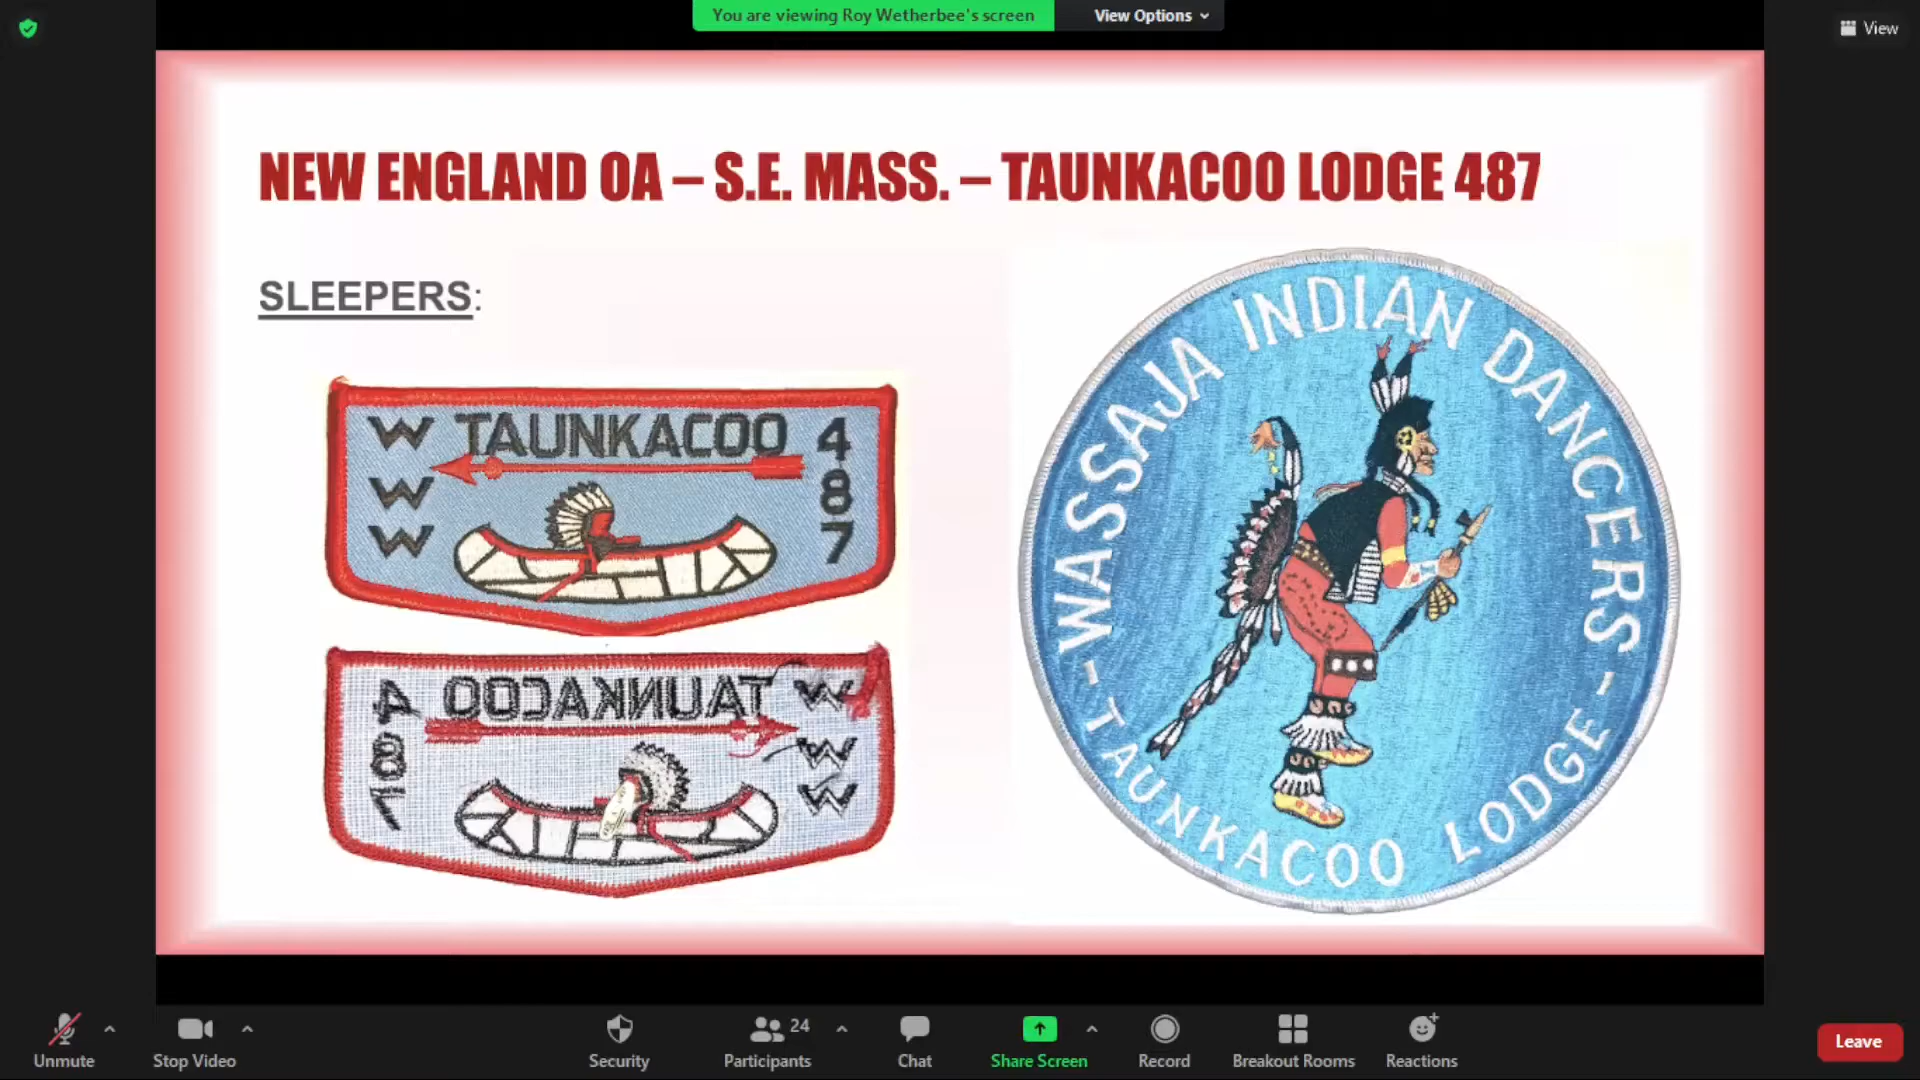 You are viewing Roy Wetherbee's screen
View Options
View
NEW ENGLAND OA – S.E. MASS. – TAUNKACOO LODGE 487
SLEEPERS:
WWW
TAUNKACOO
487
487
TAUNKACOO
WWW
WASSAJA INDIAN DANCERS
- TAUNKACOO LODGE -
Unmute
Stop Video
Security
Participants
24
Chat
Share Screen
Record
Breakout Rooms
Reactions
Leave